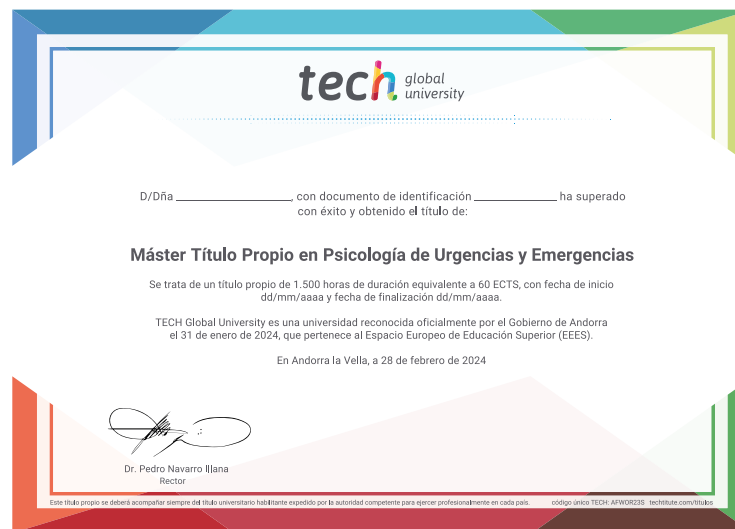 tech global university
D/Dña ____________, con documento de identificación ____________ ha superado
con éxito y obtenido el título de:
Máster Título Propio en Psicología de Urgencias y Emergencias
Se trata de un título propio de 1.500 horas de duración equivalente a 60 ECTS, con fecha de inicio
dd/mm/aaaa y fecha de finalización dd/mm/aaaa.
TECH Global University es una universidad reconocida oficialmente por el Gobierno de Andorra
el 31 de enero de 2024, que pertenece al Espacio Europeo de Educación Superior (EEES).
En Andorra la Vella, a 28 de febrero de 2024
Dr. Pedro Navarro Illana
Rector
Este título propio se deberá acompañar siempre del título universitario habilitante expedido por la autoridad competente para ejercer profesionalmente en cada país. código único TECH: AFWOR23S techtitute.com/titulos